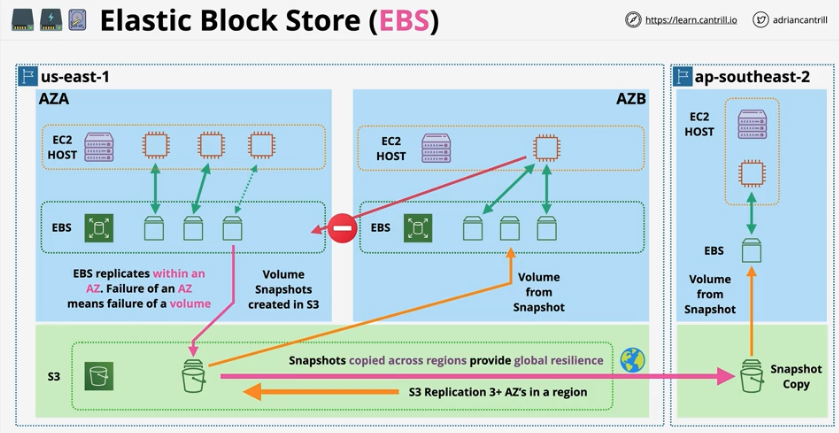 Elastic Block Store (EBS)
https://learn.cantrill.io
adriancantrill
us-east-1
ap-southeast-2
AZA
AZB
EC2
HOST
EC2
HOST
EC2
HOST
EBS
EBS
EBS
EBS replicates within an
AZ. Failure of an AZ
means failure of a volume
Volume
Snapshots
created in S3
Volume
from
Snapshot
Volume
from
Snapshot
S3
Snapshots copied across regions provide global resilience
S3 Replication 3+ AZ's in a region
Snapshot
Copy